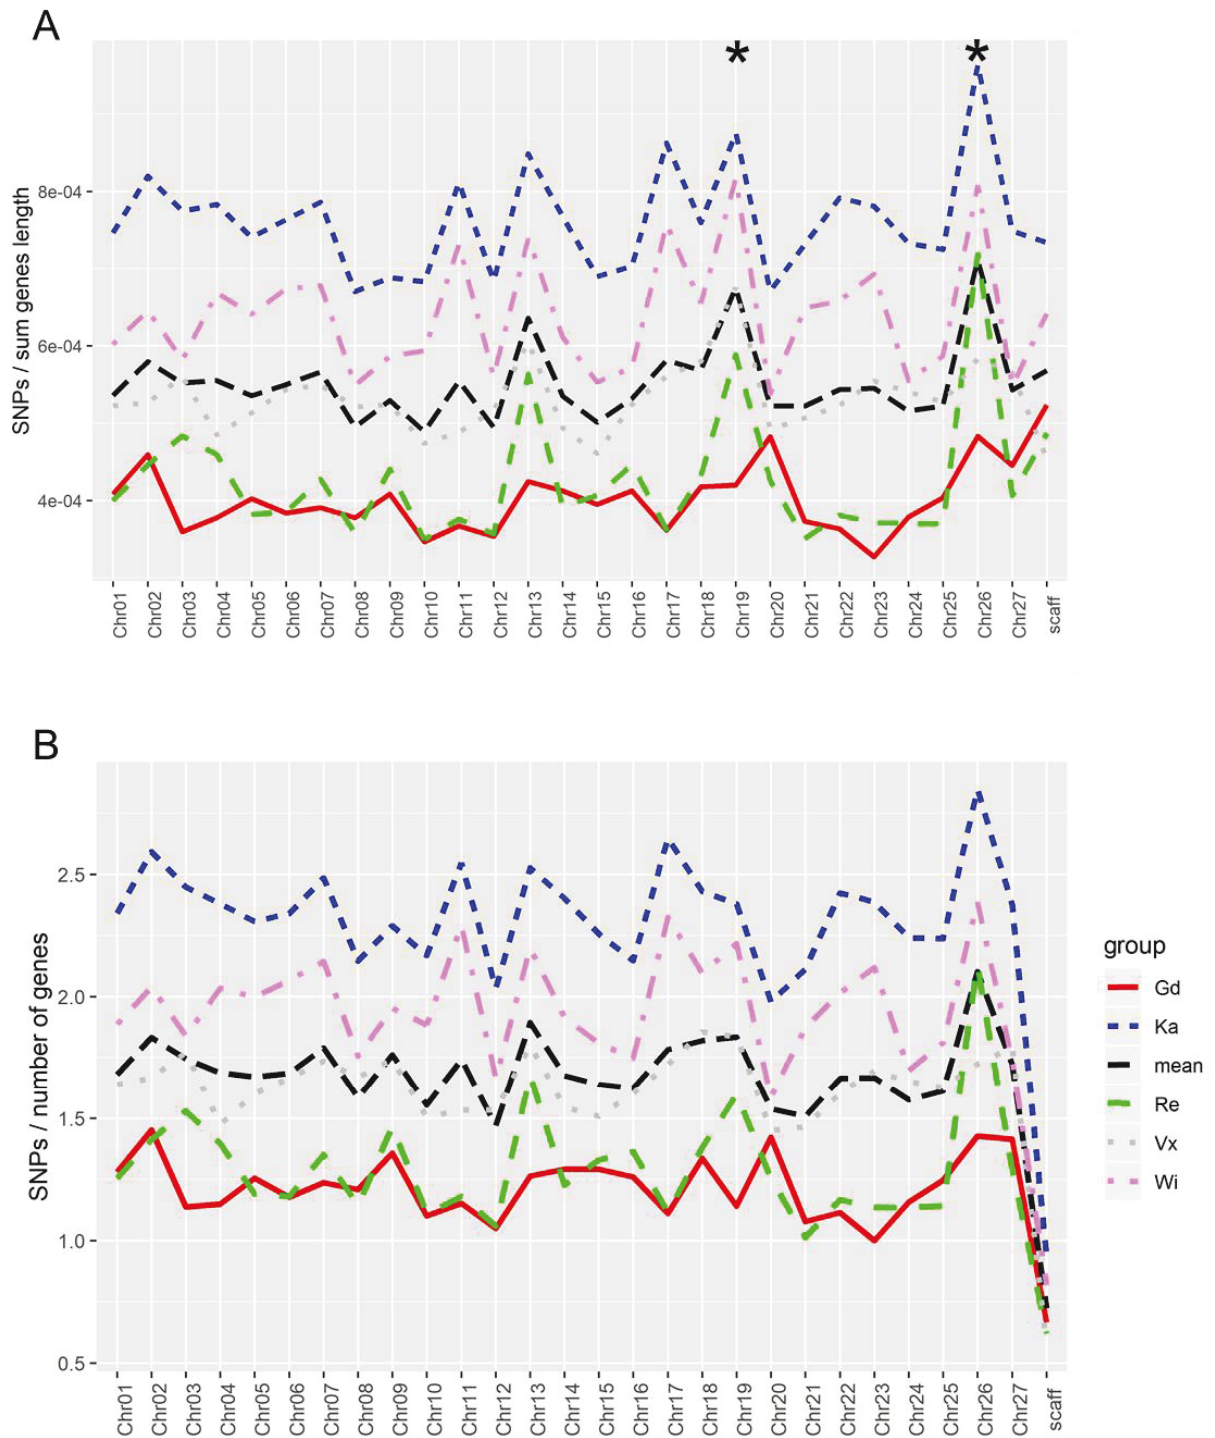 A
* *
SNPs / sum genes length
8e-04
6e-04
4e-04
Chr01 Chr02 Chr03 Chr04 Chr05 Chr06 Chr07 Chr08 Chr09 Chr10 Chr11 Chr12 Chr13 Chr14 Chr15 Chr16 Chr17 Chr18 Chr19 Chr20 Chr21 Chr22 Chr23 Chr24 Chr25 Chr26 Chr27 scaff
B
SNPs / number of genes
2.5
2.0
1.5
1.0
0.5
Chr01 Chr02 Chr03 Chr04 Chr05 Chr06 Chr07 Chr08 Chr09 Chr10 Chr11 Chr12 Chr13 Chr14 Chr15 Chr16 Chr17 Chr18 Chr19 Chr20 Chr21 Chr22 Chr23 Chr24 Chr25 Chr26 Chr27 scaff
group
Gd
Ka
mean
Re
Vx
Wi